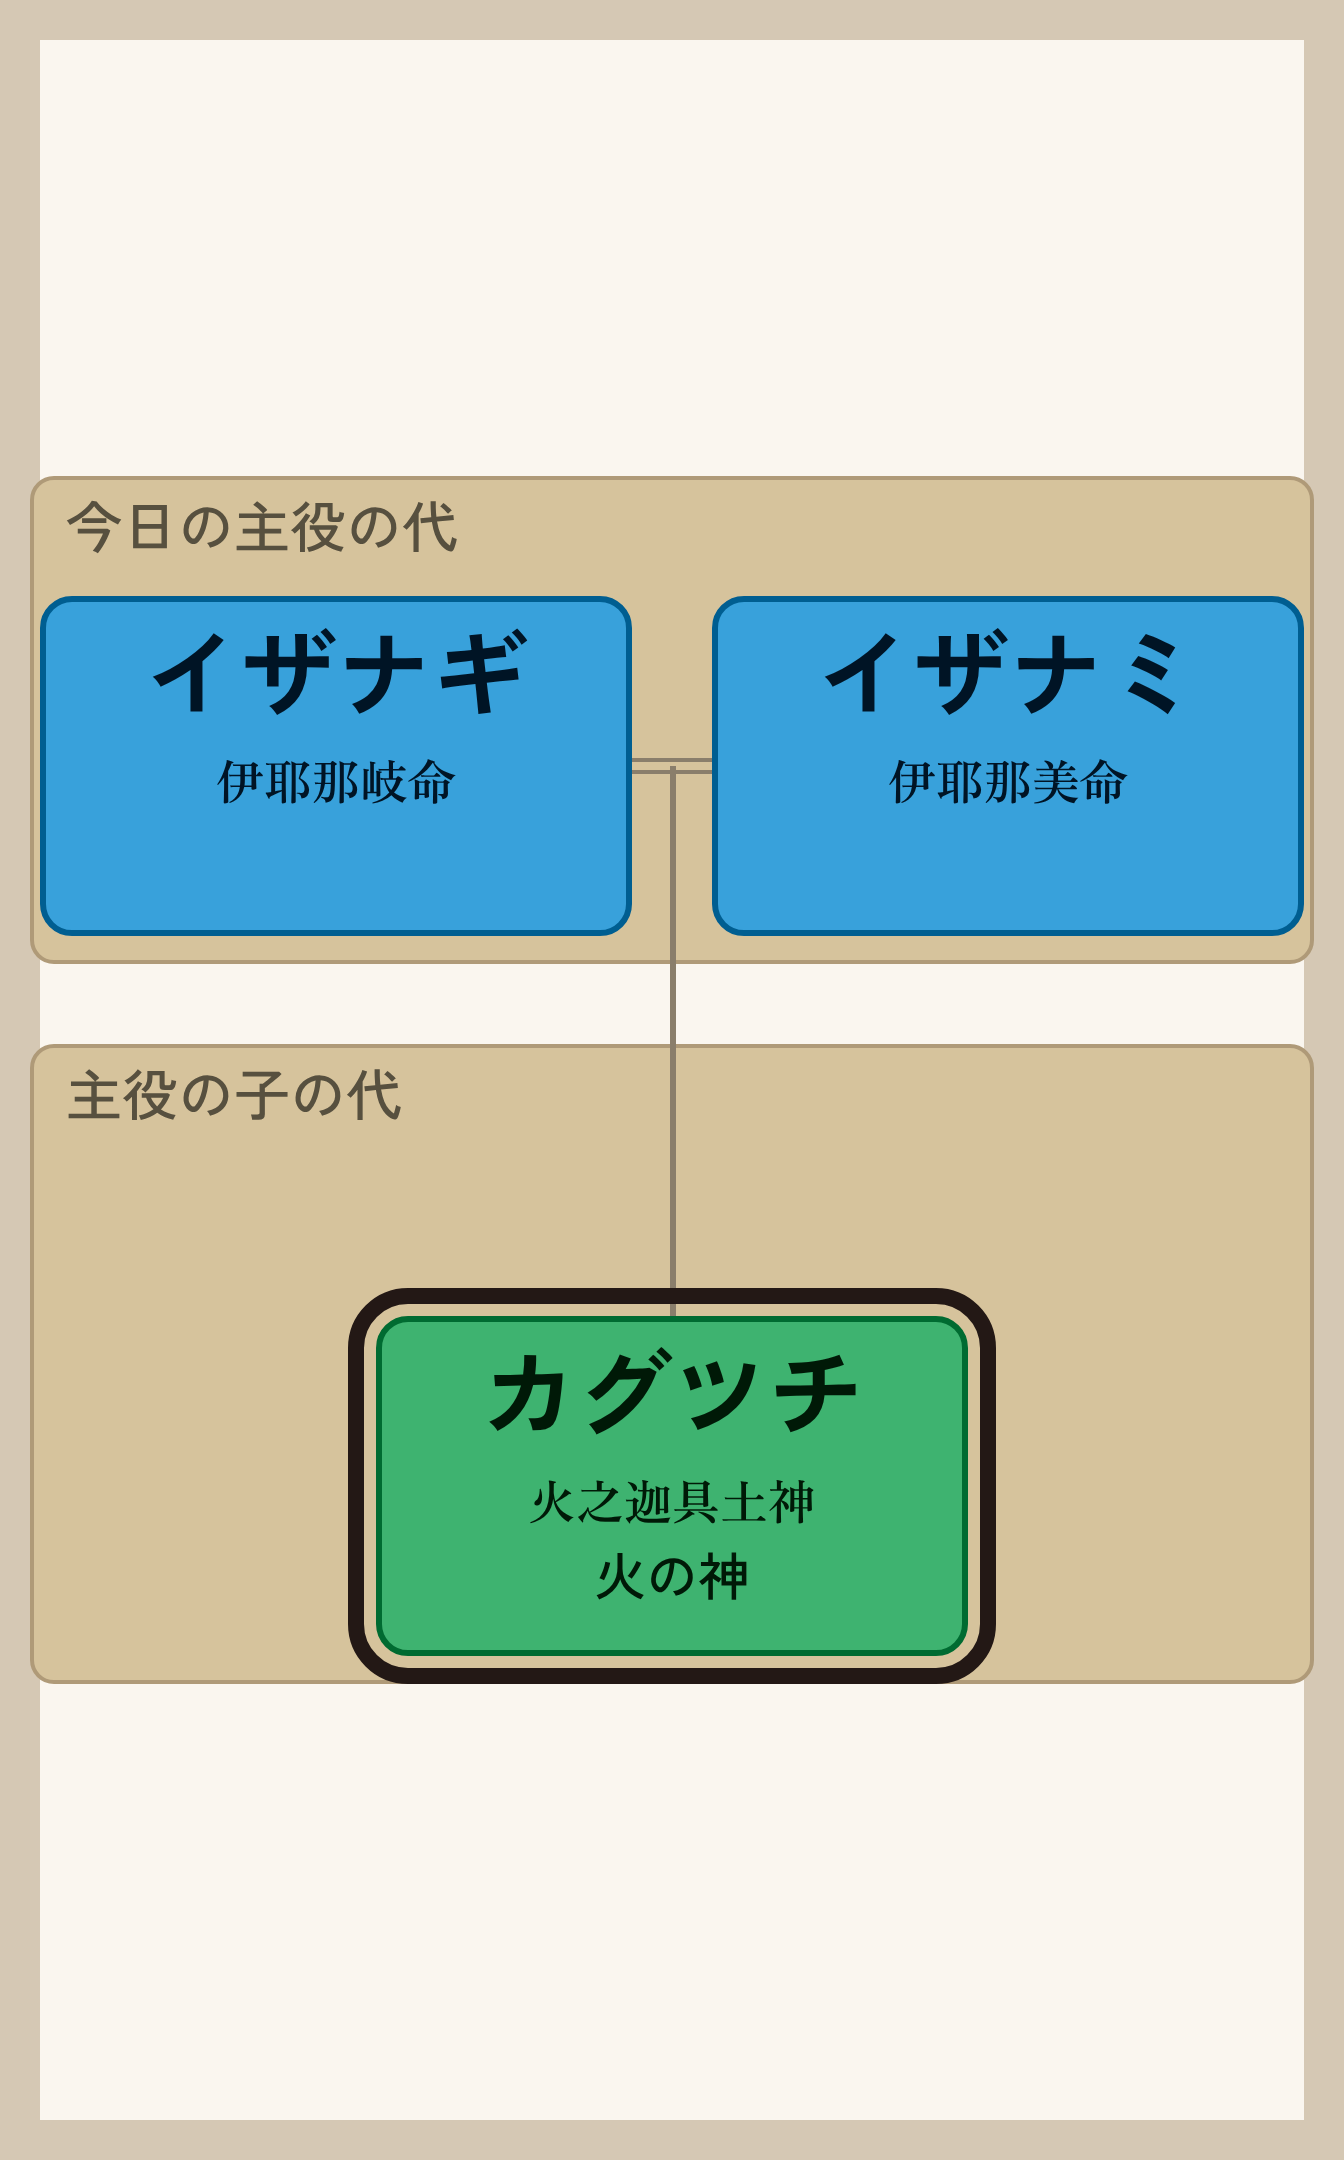 今日の主役の代
イザナギ
伊耶那岐命
イザナミ
伊耶那美命
主役の子の代
カグツチ
火之迦具土神
火の神